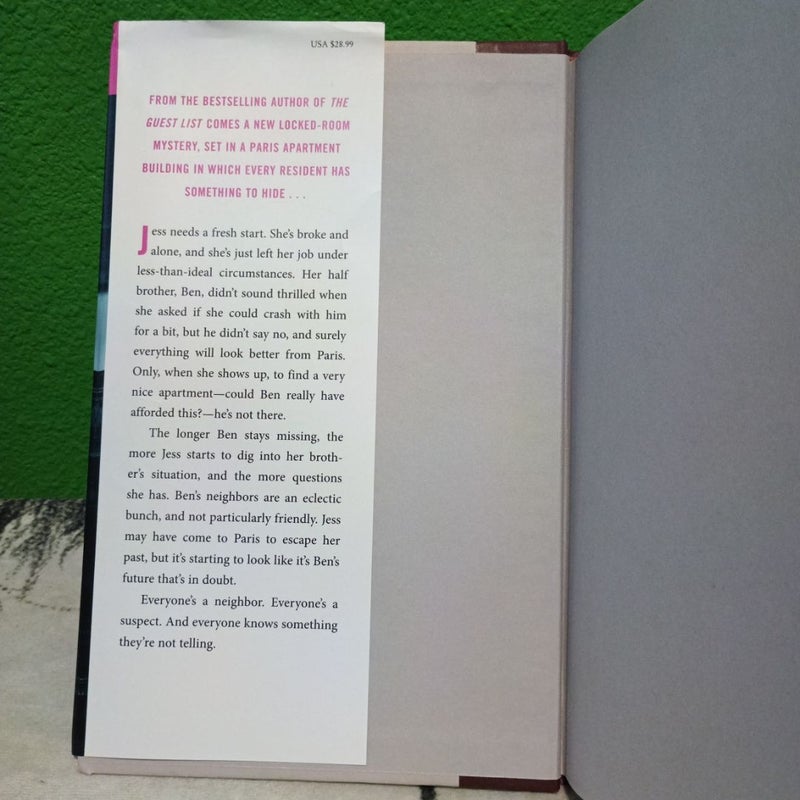 USA $28.99
FROM THE BESTSELLING AUTHOR OF THE
GUEST LIST COMES A NEW LOCKED-ROOM
MYSTERY, SET IN A PARIS APARTMENT
BUILDING IN WHICH EVERY RESIDENT HAS
SOMETHING TO HIDE . . .
Jess needs a fresh start. She's broke and
alone, and she's just left her job under
less-than-ideal circumstances. Her half
brother, Ben, didn't sound thrilled when
she asked if she could crash with him
for a bit, but he didn't say no, and surely
everything will look better from Paris.
Only, when she shows up, to find a very
nice apartment—could Ben really have
afforded this?—he's not there.
The longer Ben stays missing, the
more Jess starts to dig into her broth-
er's situation, and the more questions
she has. Ben's neighbors are an eclectic
bunch, and not particularly friendly. Jess
may have come to Paris to escape her
past, but it's starting to look like it's Ben's
future that's in doubt.
Everyone's a neighbor. Everyone's a
suspect. And everyone knows something
they're not telling.